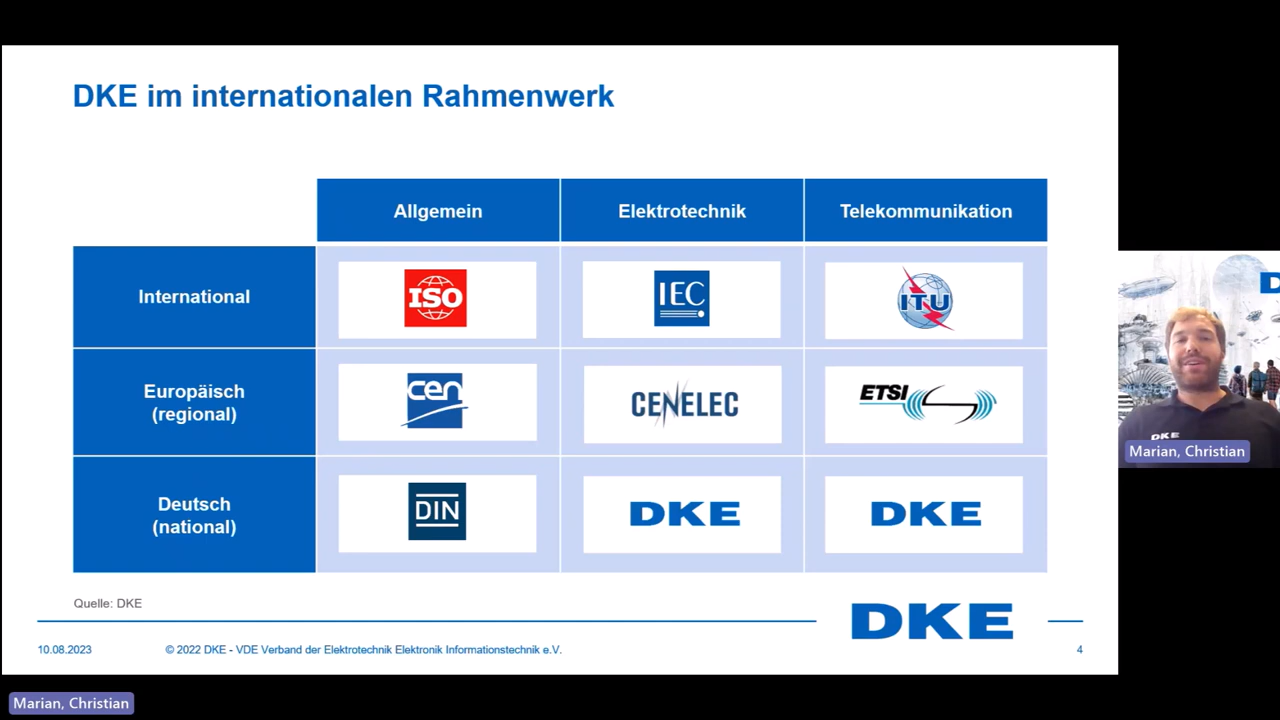 DKE im internationalen Rahmenwerk
Allgemein
Elektrotechnik
Telekommunikation
International
ISO
IEC
ITU
Europäisch
(regional)
cen
CENELEC
ETSI
Deutsch
(national)
DIN
DKE
DKE
Quelle: DKE
DKE
10.08.2023
© 2022 DKE - VDE Verband der Elektrotechnik Elektronik Informationstechnik e.V.
4
DKE
Marian, Christian
Marian, Christian